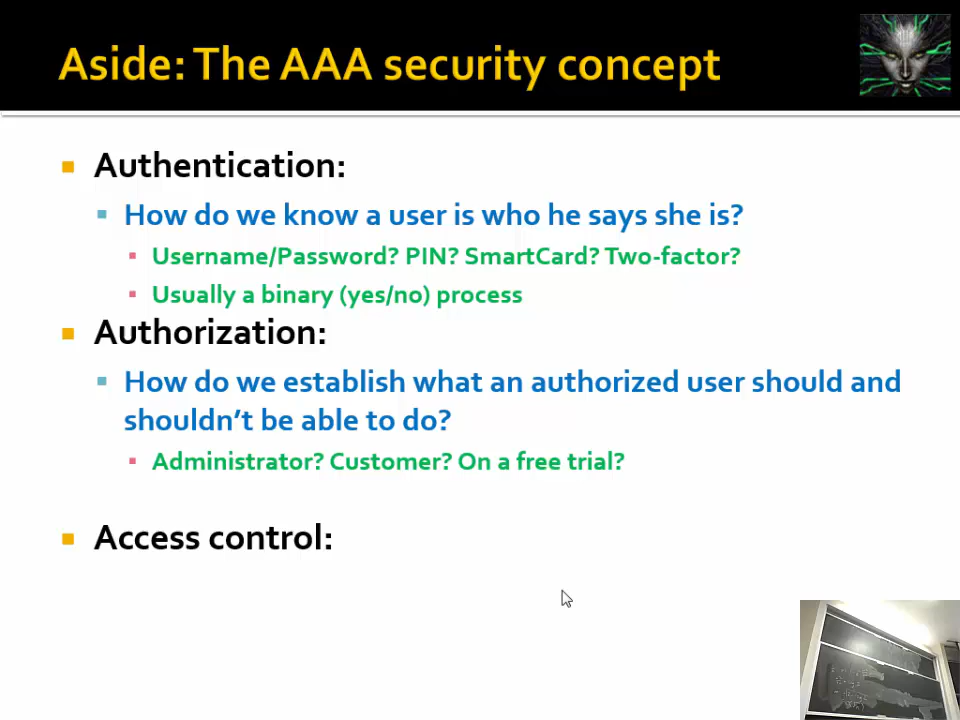 Aside: The AAA security concept
Authentication:
How do we know a user is who he says she is?
Username/Password? PIN? SmartCard? Two-factor?
Usually a binary (yes/no) process
Authorization:
How do we establish what an authorized user should and
shouldn't be able to do?
Administrator? Customer? On a free trial?
Access control: